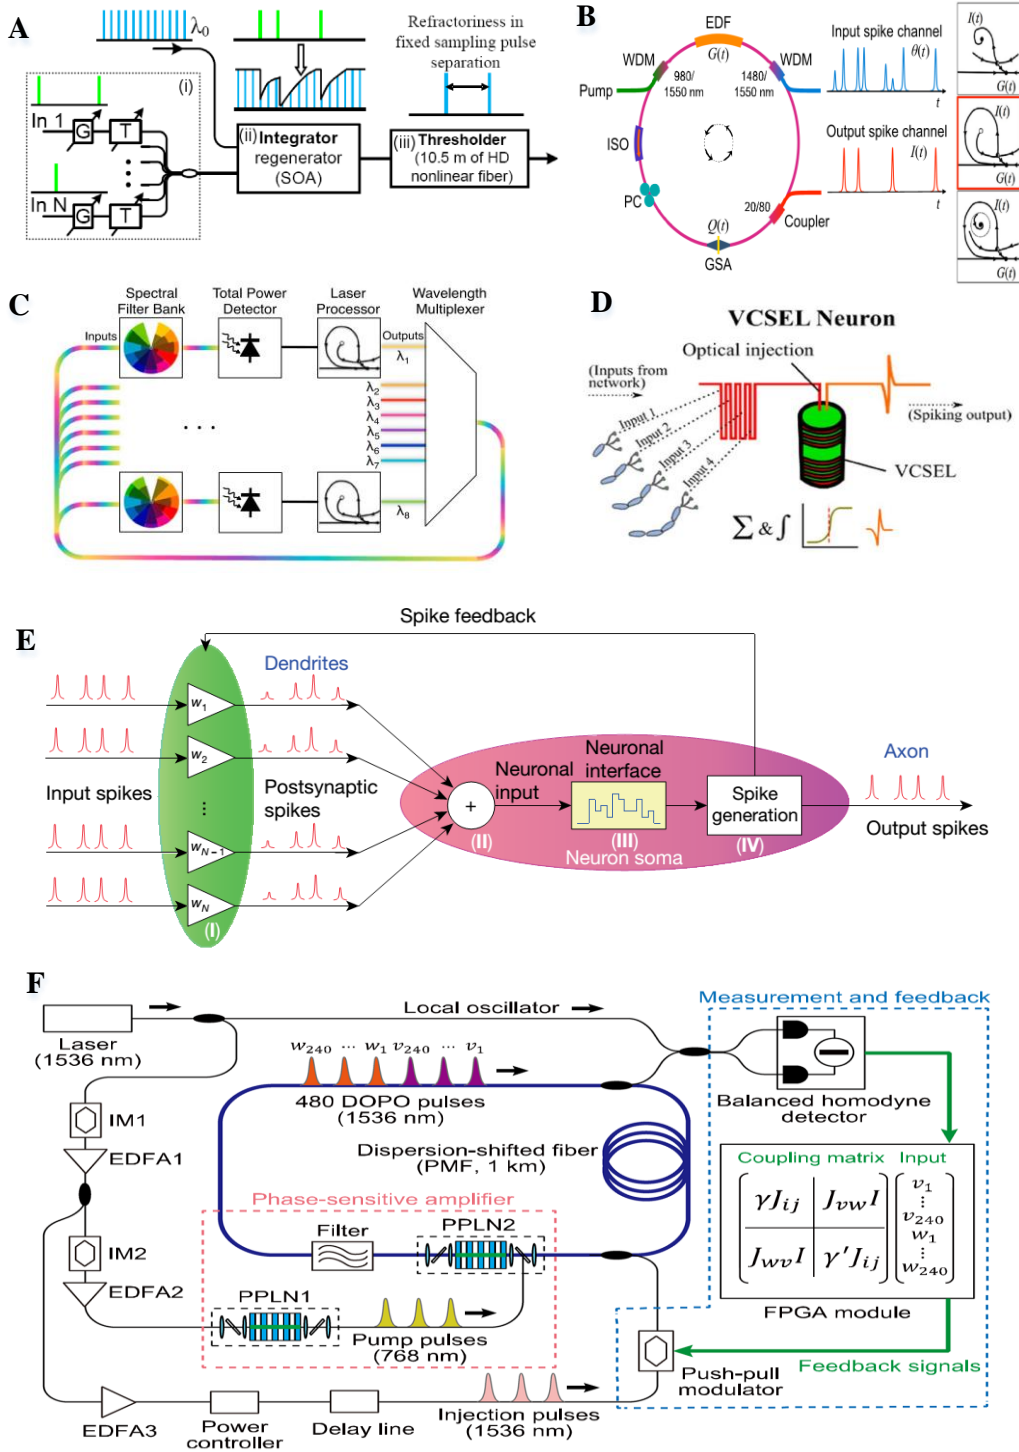 A
λ0
Refractoriness in
fixed sampling pulse
separation
(i)
In 1
G
T
In N
G
T
(ii) Integrator
regenerator
(SOA)
(iii) Thresholder
(10.5 m of HD
nonlinear fiber)
B
EDF
G(t)
WDM
WDM
980/
1550 nm
1480/
1550 nm
Pump
ISO
PC
Q(t)
GSA
20/80
Coupler
Input spike channel
θ(t)
t
Output spike channel
I(t)
t
I(t)
G(t)
I(t)
G(t)
I(t)
G(t)
C
Spectral
Filter Bank
Total Power
Detector
Laser
Processor
Wavelength
Multiplexer
Inputs
Outputs
λ1
λ2
λ3
λ4
λ5
λ6
λ7
λ8
. . .
D
VCSEL Neuron
Optical injection
(Inputs from
network)
Input 1
Input 2
Input 3
Input 4
(Spiking output)
VCSEL
Σ & ∫
E
Spike feedback
Dendrites
w1
w2
...
wN−1
wN
(I)
Input spikes
Postsynaptic
spikes
+
(II)
Neuronal
input
Neuronal
interface
(III)
Neuron soma
Spike
generation
(IV)
Axon
Output spikes
F
Laser
(1536 nm)
Local oscillator
Measurement and feedback
w240 ... w1 v240 ... v1
480 DOPO pulses
(1536 nm)
Balanced homodyne
detector
IM1
EDFA1
Dispersion-shifted fiber
(PMF, 1 km)
Coupling matrix
Input
γJij
JvwI
JwvI
γ′Jij
v1
⋮
v240
w1
⋮
w240
FPGA module
Phase-sensitive amplifier
Filter
PPLN2
IM2
EDFA2
PPLN1
Pump pulses
(768 nm)
Feedback signals
Push-pull
modulator
EDFA3
Power
controller
Delay line
Injection pulses
(1536 nm)